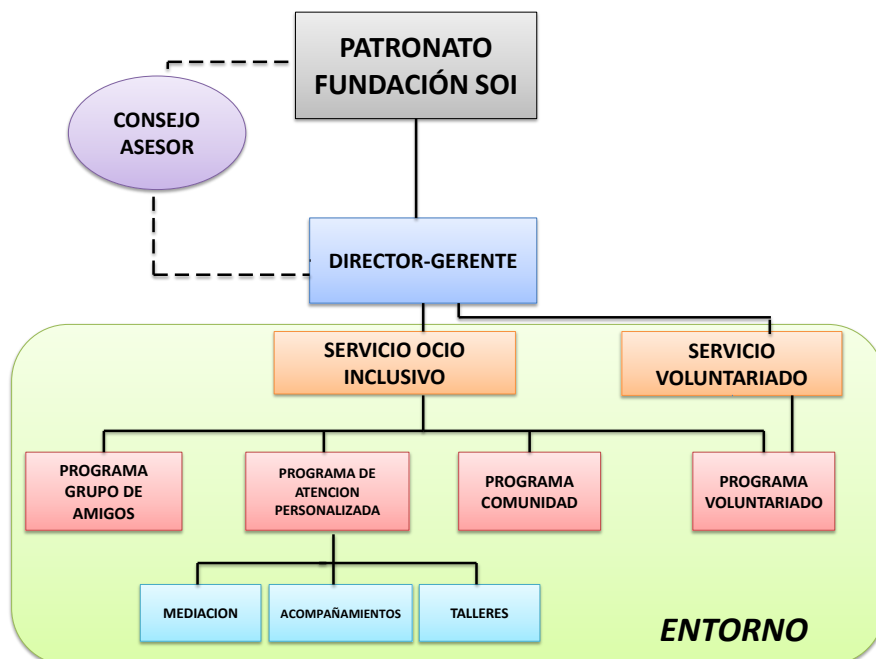 PATRONATO
FUNDACIÓN SOI
CONSEJO
ASESOR
DIRECTOR-GERENTE
SERVICIO OCIO
INCLUSIVO
SERVICIO
VOLUNTARIADO
PROGRAMA
GRUPO DE
AMIGOS
PROGRAMA DE
ATENCION
PERSONALIZADA
PROGRAMA
COMUNIDAD
PROGRAMA
VOLUNTARIADO
MEDIACION
ACOMPAÑAMIENTOS
TALLERES
ENTORNO